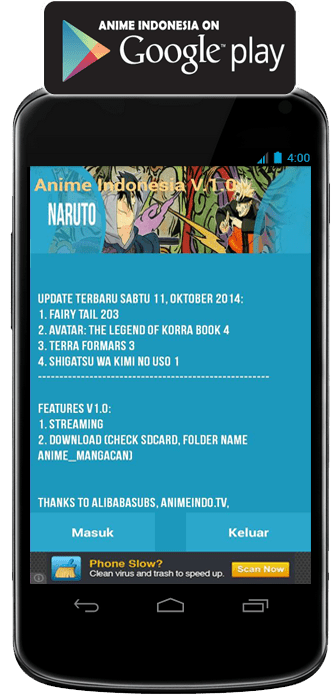 ANIME INDONESIA ON
Google play
4:00
Anime Indonesia V.1.0
NARUTO
UPDATE TERBARU SABTU 11, OKTOBER 2014:
1. FAIRY TAIL 203
2. AVATAR: THE LEGEND OF KORRA BOOK 4
3. TERRA FORMARS 3
4. SHIGATSU WA KIMI NO USO 1
------------------------------------------------
FEATURES V1.0:
1. STREAMING
2. DOWNLOAD (CHECK SDCARD, FOLDER NAME
ANIME_MANGACAN)
THANKS TO ALIBABASUBS, ANIMEINDO.TV,
Masuk
Keluar
Phone Slow?
Clean virus and trash to speed up.
Scan Now